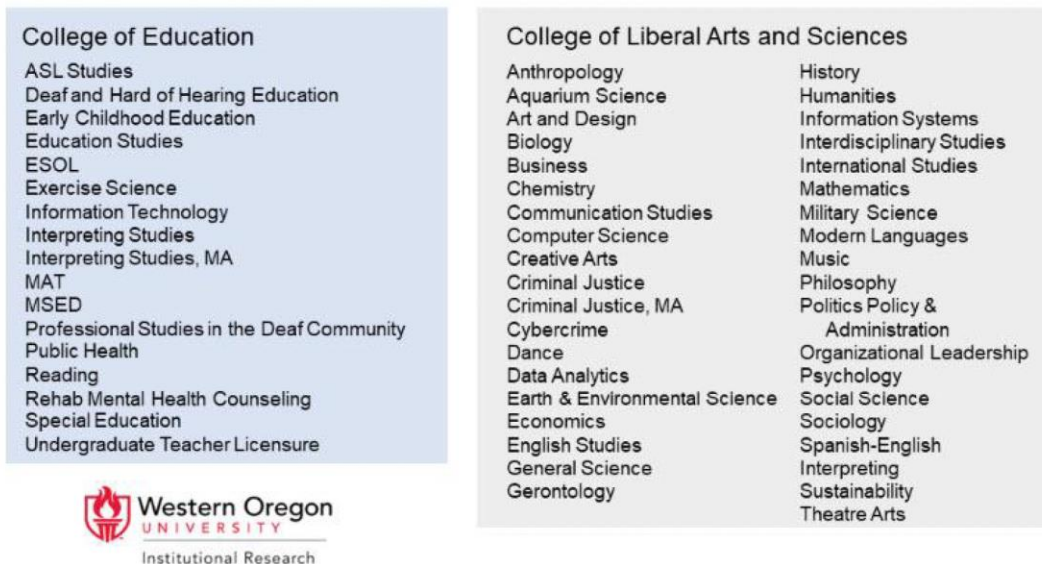 College of Education
ASL Studies
Deaf and Hard of Hearing Education
Early Childhood Education
Education Studies
ESOL
Exercise Science
Information Technology
Interpreting Studies
Interpreting Studies, MA
MAT
MSED
Professional Studies in the Deaf Community
Public Health
Reading
Rehab Mental Health Counseling
Special Education
Undergraduate Teacher Licensure
Western Oregon
UNIVERSITY
Institutional Research
College of Liberal Arts and Sciences
Anthropology
Aquarium Science
Art and Design
Biology
Business
Chemistry
Communication Studies
Computer Science
Creative Arts
Criminal Justice
Criminal Justice, MA
Cybercrime
Dance
Data Analytics
Earth & Environmental Science
Economics
English Studies
General Science
Gerontology
History
Humanities
Information Systems
Interdisciplinary Studies
International Studies
Mathematics
Military Science
Modern Languages
Music
Philosophy
Politics Policy &
Administration
Organizational Leadership
Psychology
Social Science
Sociology
Spanish-English
Interpreting
Sustainability
Theatre Arts